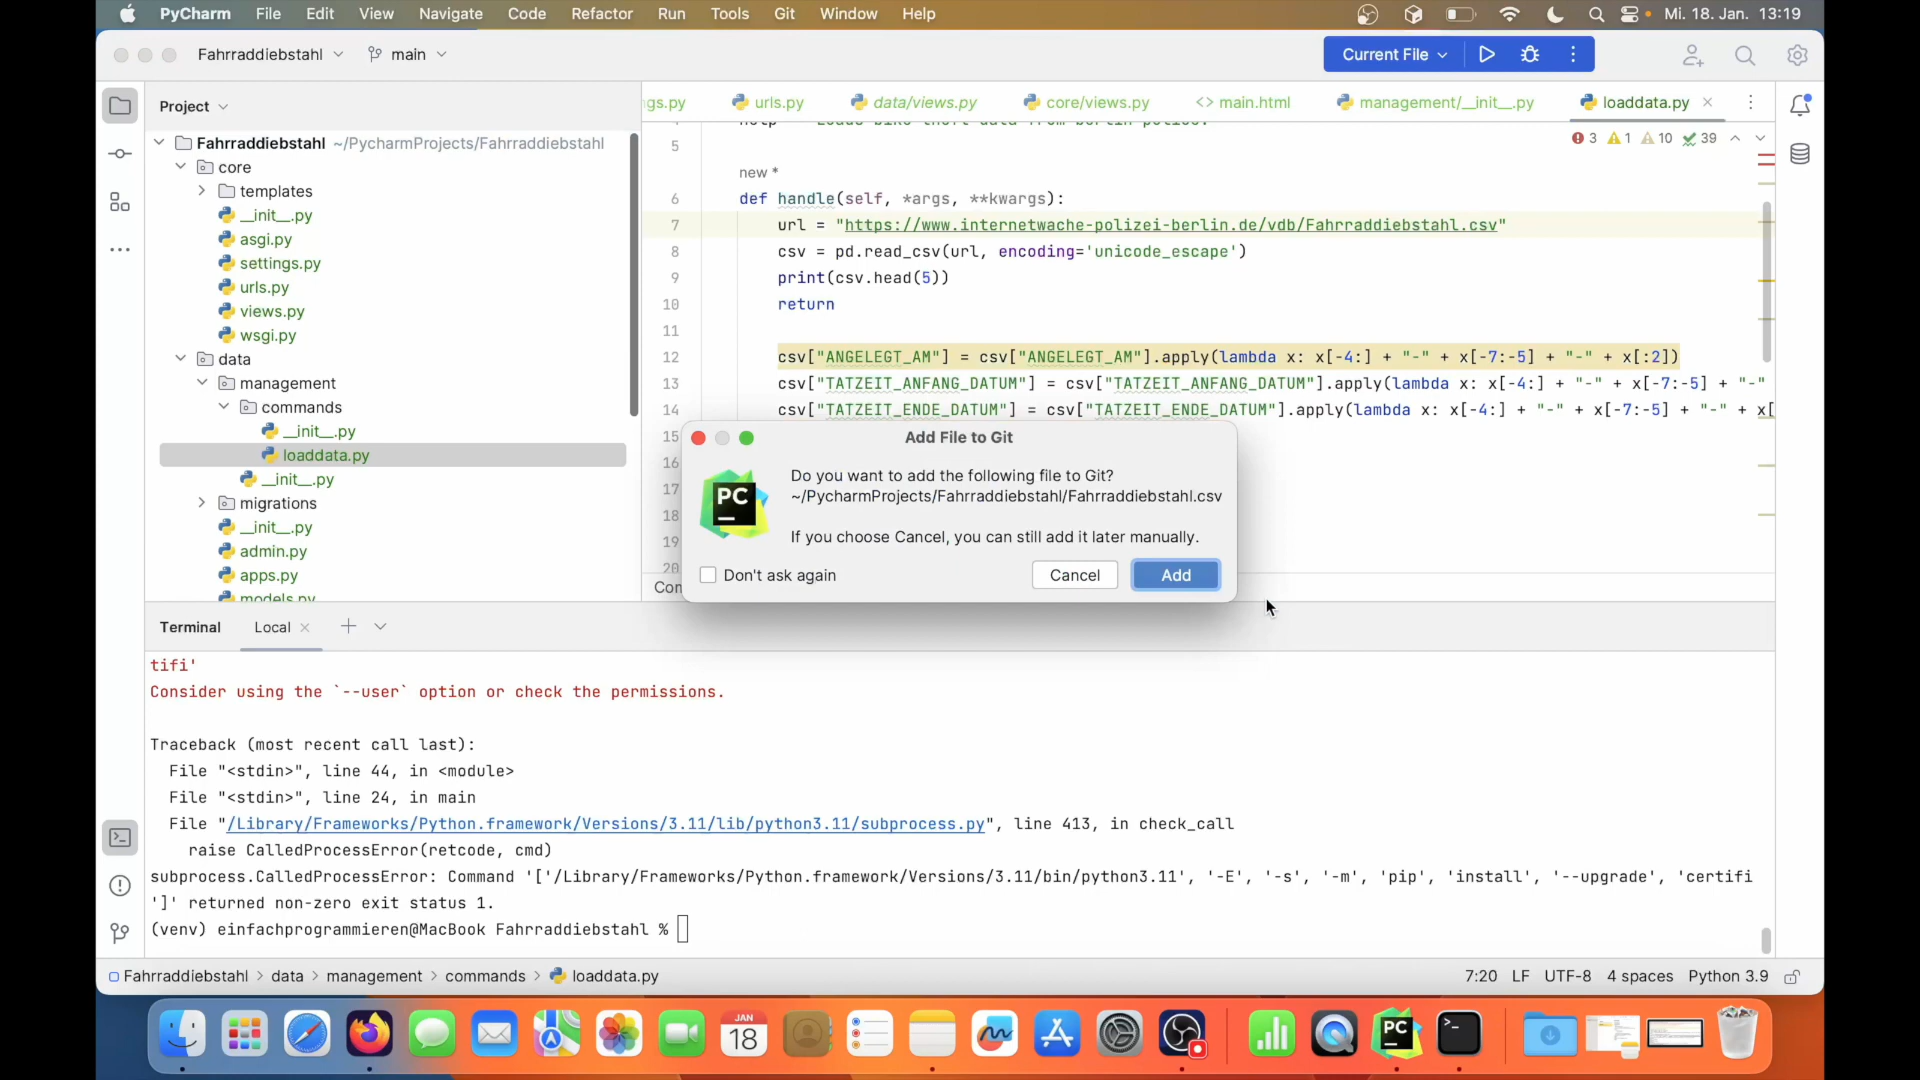 PyCharm File Edit View Navigate Code Refactor Run Tools Git Window Help Mi. 18. Jan. 13:19
Fahrraddiebstahl main Current File
Project
gs.py urls.py data/views.py core/views.py <> main.html management/__init__.py loaddata.py
Fahrraddiebstahl ~/PycharmProjects/Fahrraddiebstahl
core
templates
__init__.py
asgi.py
settings.py
urls.py
views.py
wsgi.py
data
management
commands
__init__.py
loaddata.py
__init__.py
migrations
__init__.py
admin.py
apps.py
models.py
3 1 10 39
5
new *
6 def handle(self, *args, **kwargs):
7 url = "https://www.internetwache-polizei-berlin.de/vdb/Fahrraddiebstahl.csv"
8 csv = pd.read_csv(url, encoding='unicode_escape')
9 print(csv.head(5))
10 return
11
12 csv["ANGELEGT_AM"] = csv["ANGELEGT_AM"].apply(lambda x: x[-4:] + "-" + x[-7:-5] + "-" + x[:2])
13 csv["TATZEIT_ANFANG_DATUM"] = csv["TATZEIT_ANFANG_DATUM"].apply(lambda x: x[-4:] + "-" + x[-7:-5] + "-"
14 csv["TATZEIT_ENDE_DATUM"] = csv["TATZEIT_ENDE_DATUM"].apply(lambda x: x[-4:] + "-" + x[-7:-5] + "-" + x[
15
16
17
18
19
20
Con
Add File to Git
PC
Do you want to add the following file to Git?
~/PycharmProjects/Fahrraddiebstahl/Fahrraddiebstahl.csv
If you choose Cancel, you can still add it later manually.
Don't ask again Cancel Add
Terminal Local
tifi'
Consider using the `--user` option or check the permissions.
Traceback (most recent call last):
File "<stdin>", line 44, in <module>
File "<stdin>", line 24, in main
File "/Library/Frameworks/Python.framework/Versions/3.11/lib/python3.11/subprocess.py", line 413, in check_call
raise CalledProcessError(retcode, cmd)
subprocess.CalledProcessError: Command '['/Library/Frameworks/Python.framework/Versions/3.11/bin/python3.11', '-E', '-s', '-m', 'pip', 'install', '--upgrade', 'certifi
']' returned non-zero exit status 1.
(venv) einfachprogrammieren@MacBook Fahrraddiebstahl %
Fahrraddiebstahl > data > management > commands > loaddata.py 7:20 LF UTF-8 4 spaces Python 3.9
JAN
18
PC